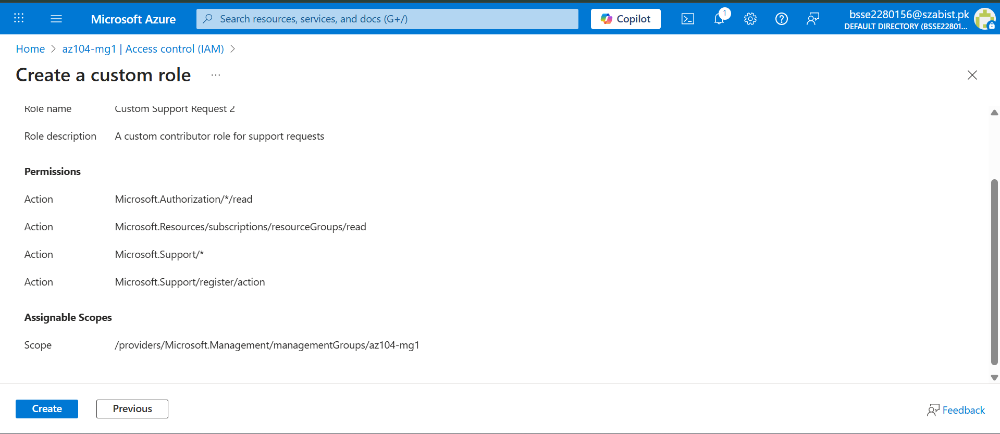 Microsoft Azure
Search resources, services, and docs (G+/)
Copilot
1
bsse2280156@szabist.pk
DEFAULT DIRECTORY (BSSE22801...
Home > az104-mg1 | Access control (IAM) >
Create a custom role ...
Role name Custom Support Request 2
Role description A custom contributor role for support requests
Permissions
Action Microsoft.Authorization/*/read
Action Microsoft.Resources/subscriptions/resourceGroups/read
Action Microsoft.Support/*
Action Microsoft.Support/register/action
Assignable Scopes
Scope /providers/Microsoft.Management/managementGroups/az104-mg1
Create Previous Feedback